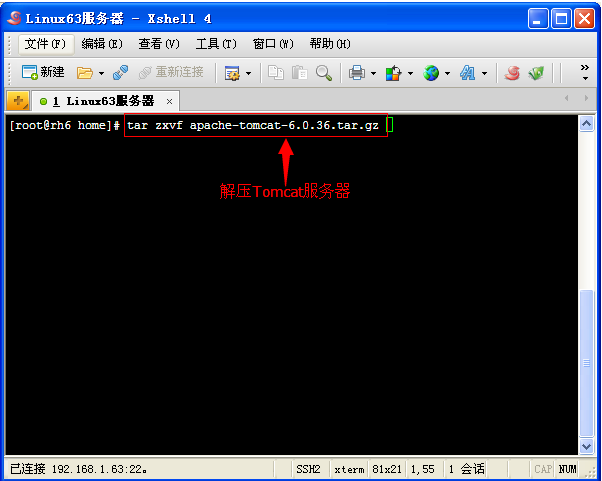 Linux63服务器 - Xshell 4
文件(F) 编辑(E) 查看(V) 工具(T) 窗口(W) 帮助(H)
新建 重新连接
1 Linux63服务器 ×
[root@rh6 home]# tar zxvf apache-tomcat-6.0.36.tar.gz
解压Tomcat服务器
已连接 192.168.1.63:22。 SSH2 xterm 81x21 1,55 1 会话 CAP NUM